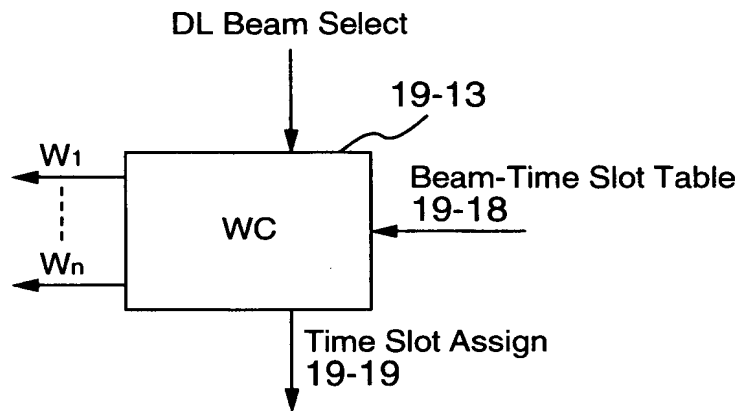 DL Beam Select
19-13
W1
Beam-Time Slot Table
19-18
WC
Wn
Time Slot Assign
19-19